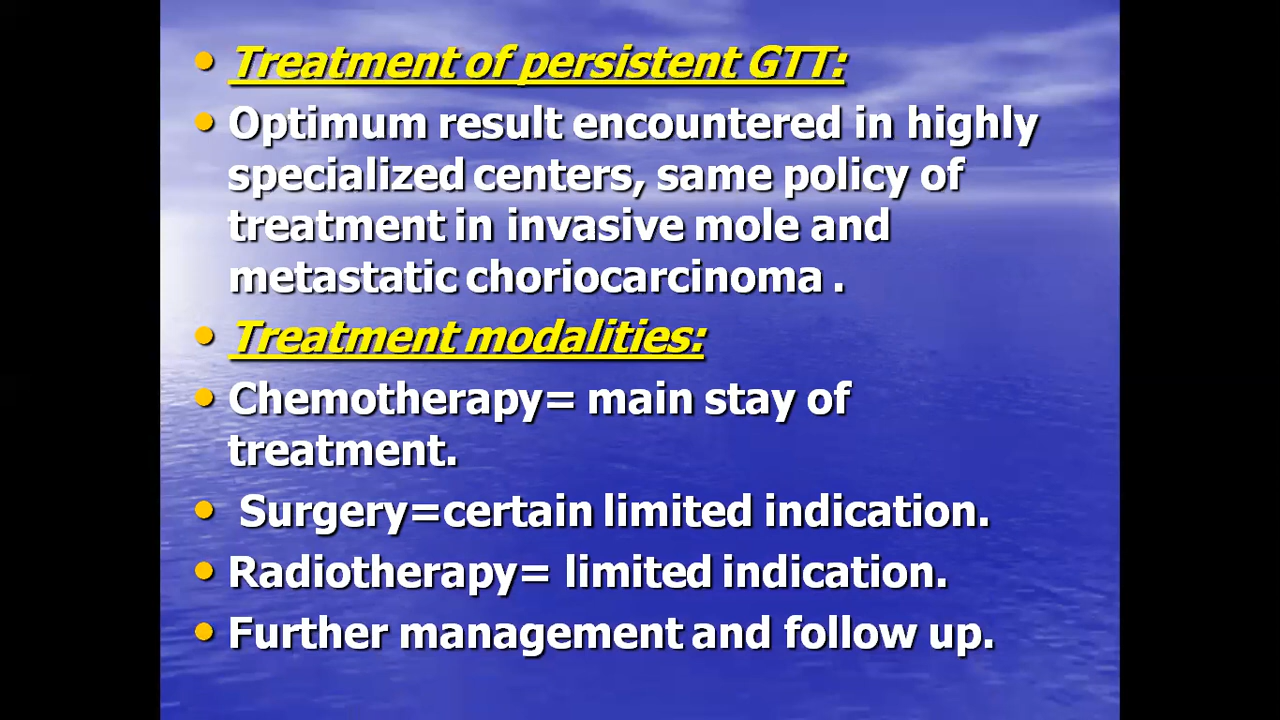 • Treatment of persistent GTT:
• Optimum result encountered in highly
specialized centers, same policy of
treatment in invasive mole and
metastatic choriocarcinoma .
• Treatment modalities:
• Chemotherapy= main stay of
treatment.
• Surgery=certain limited indication.
• Radiotherapy= limited indication.
• Further management and follow up.